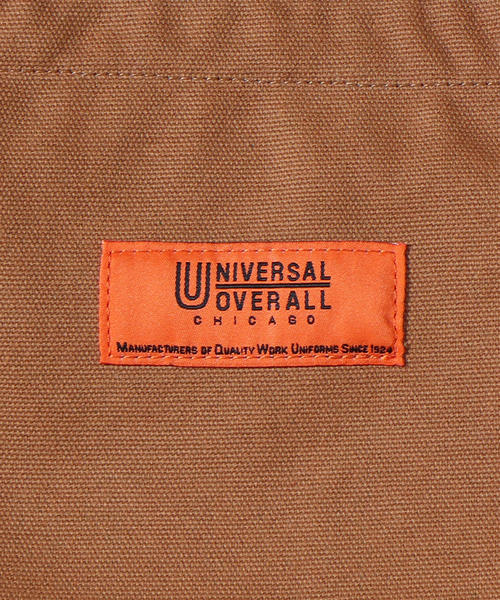 UNIVERSAL
OVERALL
CHICAGO
MANUFACTURERS OF QUALITY WORK UNIFORMS SINCE 1924